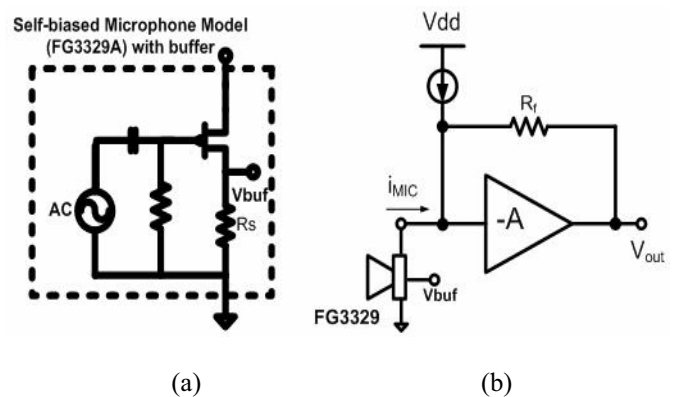 Self-biased Microphone Model
(FG3329A) with buffer
AC
Vbuf
Rs
(a)
Vdd
Rf
iMIC
-A
Vout
Vbuf
FG3329
(b)